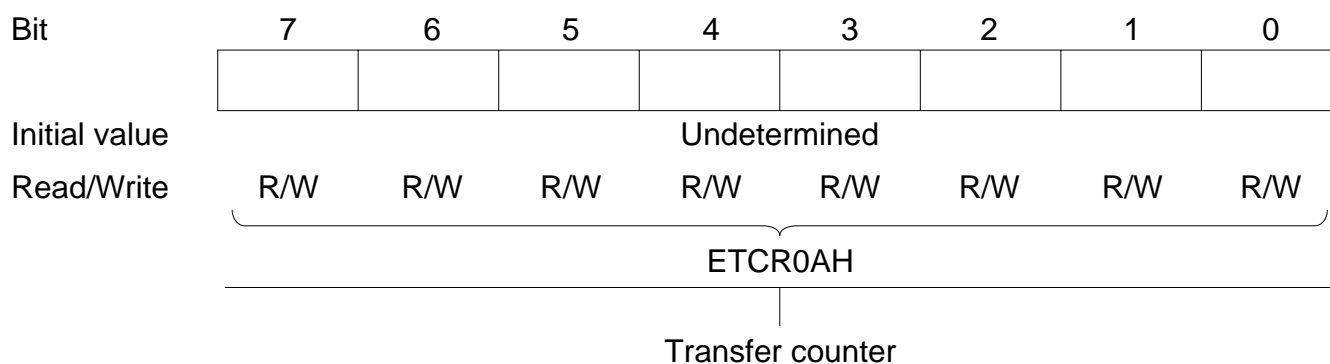 Bit 7 6 5 4 3 2 1 0
Initial value Undetermined
Read/Write R/W R/W R/W R/W R/W R/W R/W R/W
ETCR0AH
Transfer counter